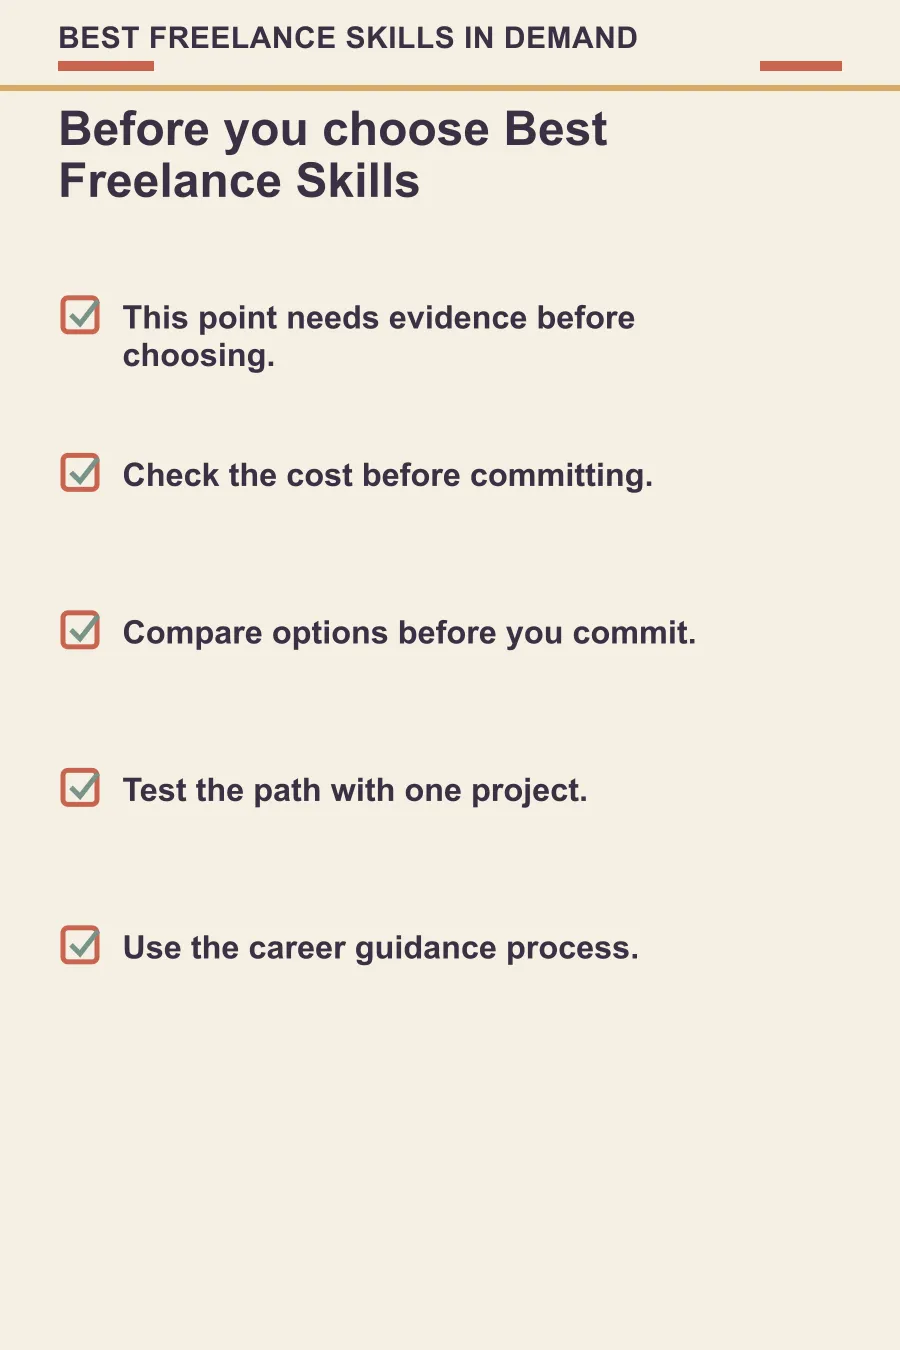 BEST FREELANCE SKILLS IN DEMAND
Before you choose Best
Freelance Skills
This point needs evidence before
choosing.
Check the cost before committing.
Compare options before you commit.
Test the path with one project.
Use the career guidance process.